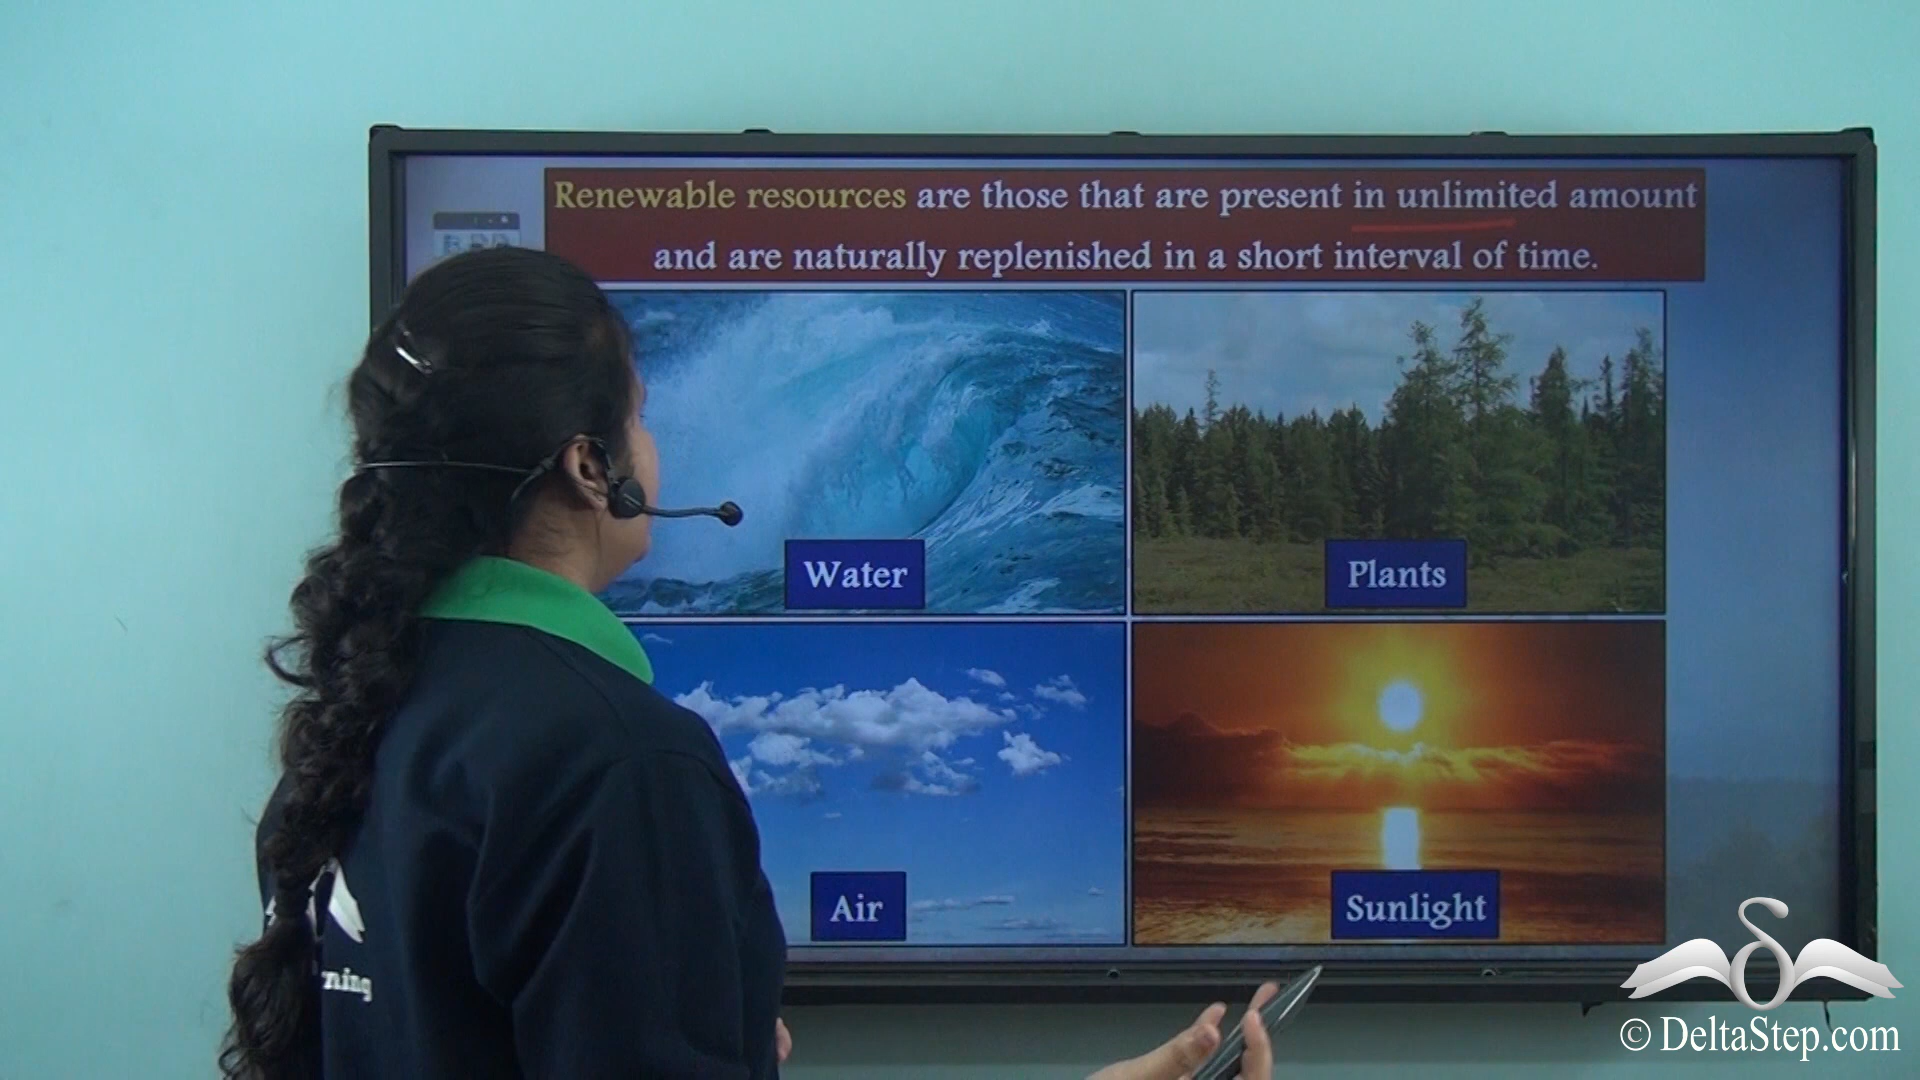 Renewable resources are those that are present in unlimited amount
and are naturally replenished in a short interval of time.
Water
Plants
Air
Sunlight
ning
© DeltaStep.com